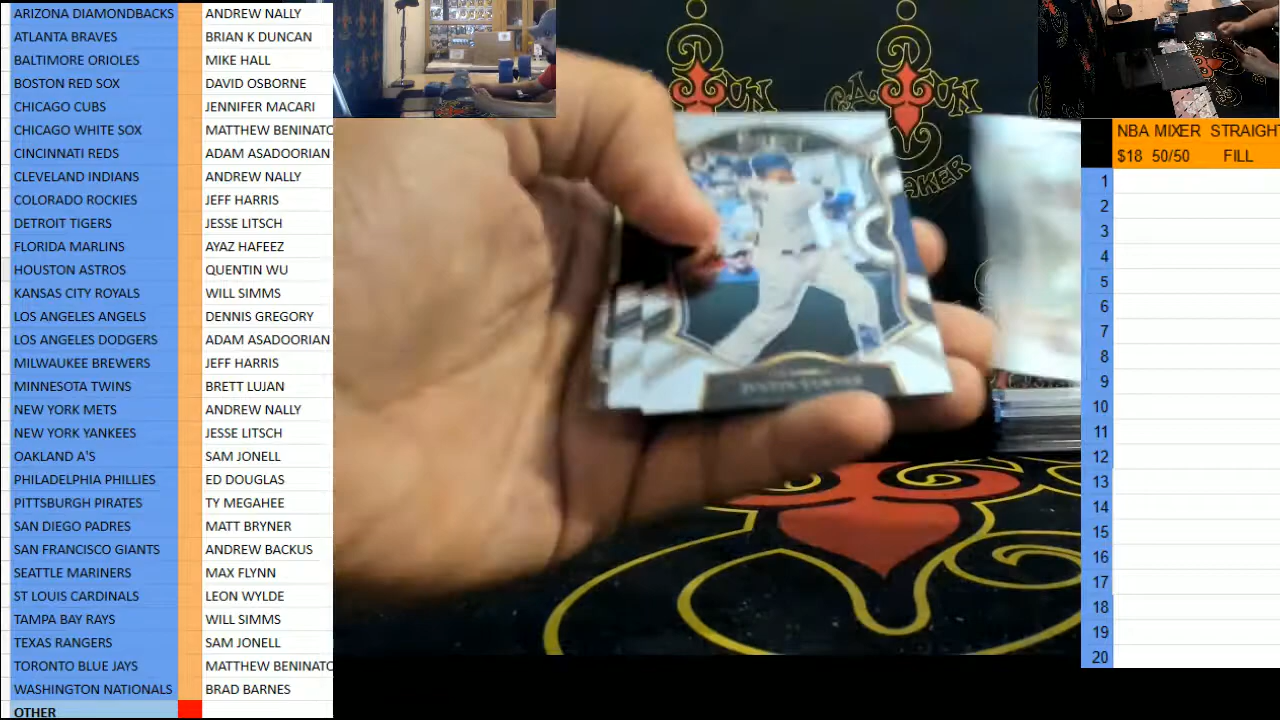 ARIZONA DIAMONDBACKS ANDREW NALLY
ATLANTA BRAVES BRIAN K DUNCAN
BALTIMORE ORIOLES MIKE HALL
BOSTON RED SOX DAVID OSBORNE
CHICAGO CUBS JENNIFER MACARI
CHICAGO WHITE SOX MATTHEW BENINATO
CINCINNATI REDS ADAM ASADOORIAN
CLEVELAND INDIANS ANDREW NALLY
COLORADO ROCKIES JEFF HARRIS
DETROIT TIGERS JESSE LITSCH
FLORIDA MARLINS AYAZ HAFEEZ
HOUSTON ASTROS QUENTIN WU
KANSAS CITY ROYALS WILL SIMMS
LOS ANGELES ANGELS DENNIS GREGORY
LOS ANGELES DODGERS ADAM ASADOORIAN
MILWAUKEE BREWERS JEFF HARRIS
MINNESOTA TWINS BRETT LUJAN
NEW YORK METS ANDREW NALLY
NEW YORK YANKEES JESSE LITSCH
OAKLAND A'S SAM JONELL
PHILADELPHIA PHILLIES ED DOUGLAS
PITTSBURGH PIRATES TY MEGAHEE
SAN DIEGO PADRES MATT BRYNER
SAN FRANCISCO GIANTS ANDREW BACKUS
SEATTLE MARINERS MAX FLYNN
ST LOUIS CARDINALS LEON WYLDE
TAMPA BAY RAYS WILL SIMMS
TEXAS RANGERS SAM JONELL
TORONTO BLUE JAYS MATTHEW BENINATO
WASHINGTON NATIONALS BRAD BARNES
OTHER
JUSTIN TURNER
NBA MIXER STRAIGHT
$18 50/50 FILL
1
2
3
4
5
6
7
8
9
10
11
12
13
14
15
16
17
18
19
20